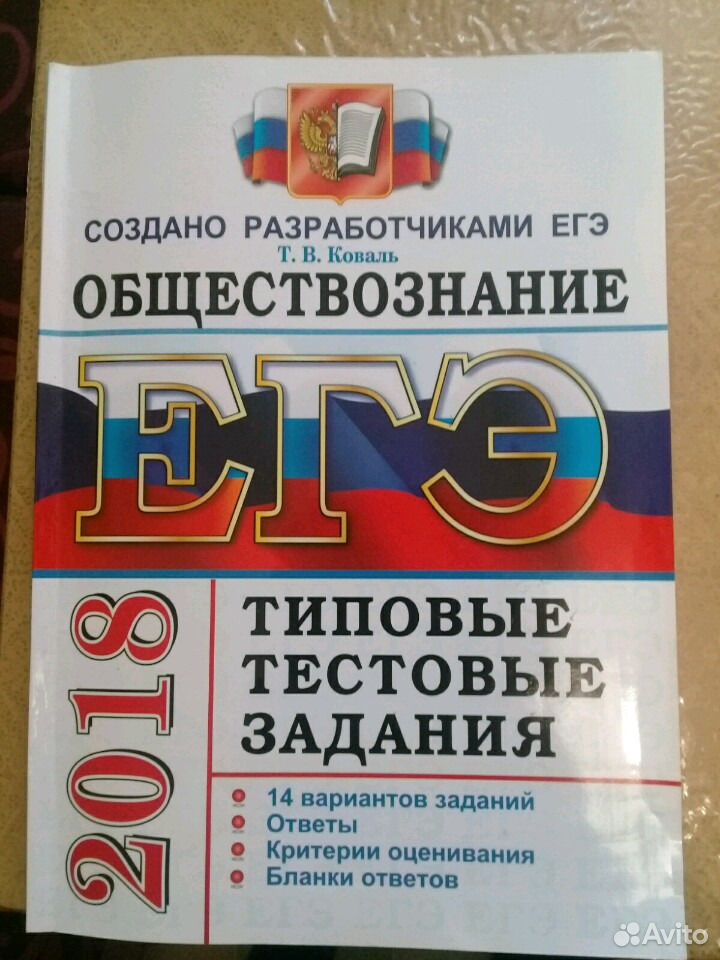 СОЗДАНО РАЗРАБОТЧИКАМИ ЕГЭ
Т. В. Коваль
ОБЩЕСТВОЗНАНИЕ
ЕГЭ
2018
ТИПОВЫЕ
ТЕСТОВЫЕ
ЗАДАНИЯ
14 вариантов заданий
Ответы
Критерии оценивания
Бланки ответов
Avito